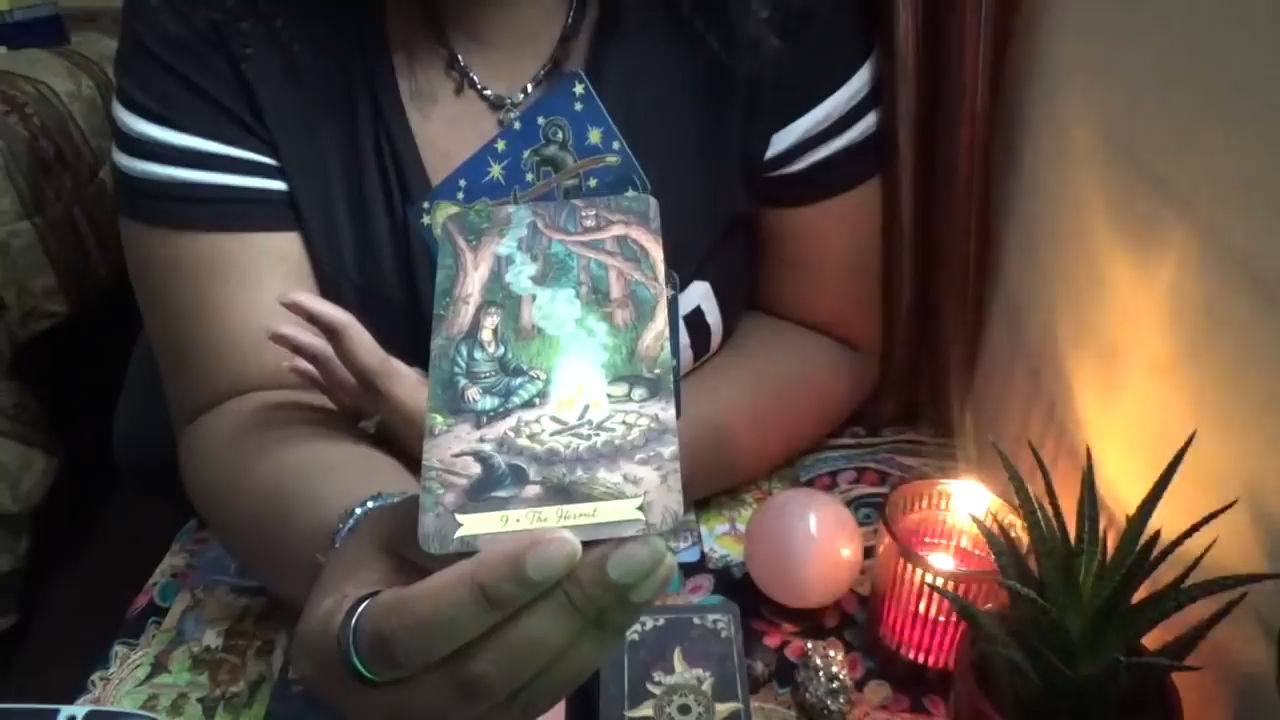 9 • The Hermit